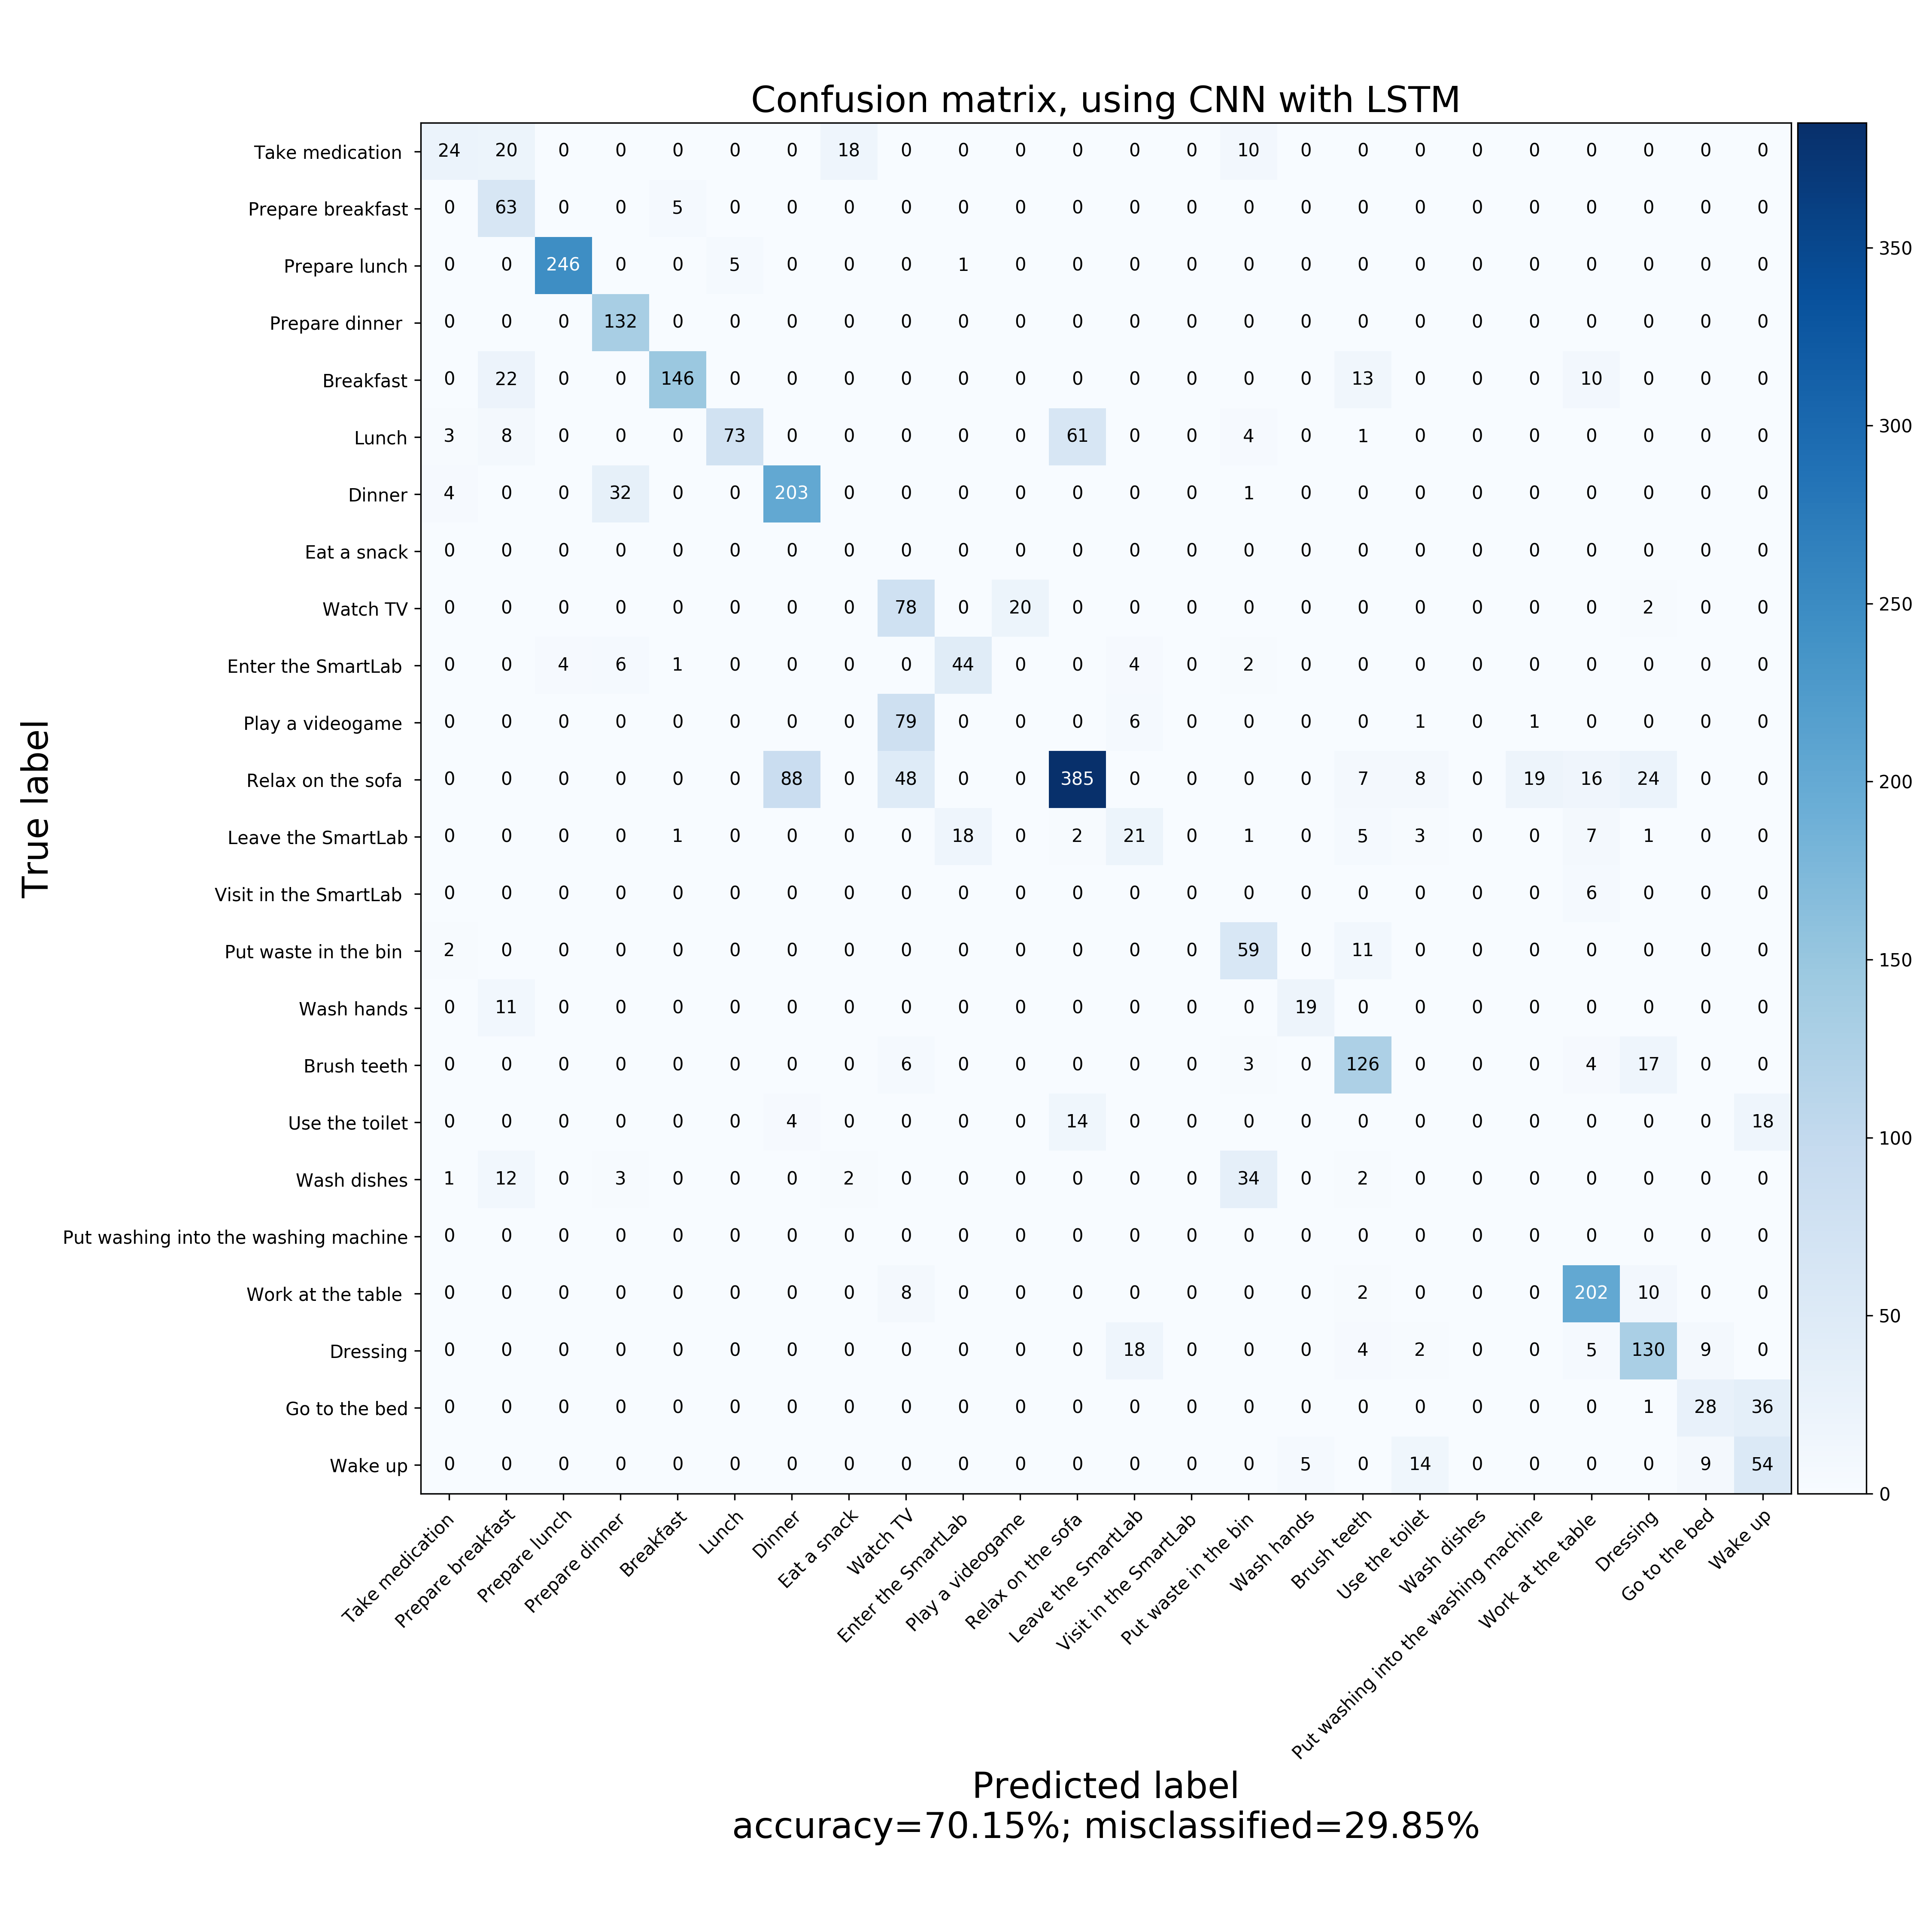 Confusion matrix, using CNN with LSTM
Take medication 24 20 0 0 0 0 0 18 0 0 0 0 0 0 10 0 0 0 0 0 0 0 0 0
Prepare breakfast 0 63 0 0 5 0 0 0 0 0 0 0 0 0 0 0 0 0 0 0 0 0 0 0
Prepare lunch 0 0 246 0 0 5 0 0 0 1 0 0 0 0 0 0 0 0 0 0 0 0 0 0
Prepare dinner 0 0 0 132 0 0 0 0 0 0 0 0 0 0 0 0 0 0 0 0 0 0 0 0
Breakfast 0 22 0 0 146 0 0 0 0 0 0 0 0 0 0 0 13 0 0 0 10 0 0 0
Lunch 3 8 0 0 0 73 0 0 0 0 0 61 0 0 4 0 1 0 0 0 0 0 0 0
Dinner 4 0 0 32 0 0 203 0 0 0 0 0 0 0 1 0 0 0 0 0 0 0 0 0
Eat a snack 0 0 0 0 0 0 0 0 0 0 0 0 0 0 0 0 0 0 0 0 0 0 0 0
Watch TV 0 0 0 0 0 0 0 0 78 0 20 0 0 0 0 0 0 0 0 0 0 2 0 0
Enter the SmartLab 0 0 4 6 1 0 0 0 0 44 0 0 4 0 2 0 0 0 0 0 0 0 0 0
Play a videogame 0 0 0 0 0 0 0 0 79 0 0 0 6 0 0 0 0 1 0 1 0 0 0 0
Relax on the sofa 0 0 0 0 0 0 88 0 48 0 0 385 0 0 0 0 7 8 0 19 16 24 0 0
Leave the SmartLab 0 0 0 0 1 0 0 0 0 18 0 2 21 0 1 0 5 3 0 0 7 1 0 0
Visit in the SmartLab 0 0 0 0 0 0 0 0 0 0 0 0 0 0 0 0 0 0 0 0 6 0 0 0
Put waste in the bin 2 0 0 0 0 0 0 0 0 0 0 0 0 0 59 0 11 0 0 0 0 0 0 0
Wash hands 0 11 0 0 0 0 0 0 0 0 0 0 0 0 0 19 0 0 0 0 0 0 0 0
Brush teeth 0 0 0 0 0 0 0 0 6 0 0 0 0 0 3 0 126 0 0 0 4 17 0 0
Use the toilet 0 0 0 0 0 0 4 0 0 0 0 14 0 0 0 0 0 0 0 0 0 0 0 18
Wash dishes 1 12 0 3 0 0 0 2 0 0 0 0 0 0 34 0 2 0 0 0 0 0 0 0
Put washing into the washing machine 0 0 0 0 0 0 0 0 0 0 0 0 0 0 0 0 0 0 0 0 0 0 0 0
Work at the table 0 0 0 0 0 0 0 0 8 0 0 0 0 0 0 0 2 0 0 0 202 10 0 0
Dressing 0 0 0 0 0 0 0 0 0 0 0 0 18 0 0 0 4 2 0 0 5 130 9 0
Go to the bed 0 0 0 0 0 0 0 0 0 0 0 0 0 0 0 0 0 0 0 0 0 1 28 36
Wake up 0 0 0 0 0 0 0 0 0 0 0 0 0 0 0 5 0 14 0 0 0 0 9 54
True label
350
300
250
200
150
100
50
0
Take medication
Prepare breakfast
Prepare lunch
Prepare dinner
Breakfast
Lunch
Dinner
Eat a snack
Watch TV
Enter the SmartLab
Play a videogame
Relax on the sofa
Leave the SmartLab
Visit in the SmartLab
Put waste in the bin
Wash hands
Brush teeth
Use the toilet
Wash dishes
Put washing into the washing machine
Work at the table
Dressing
Go to the bed
Wake up
Predicted label
accuracy=70.15%; misclassified=29.85%